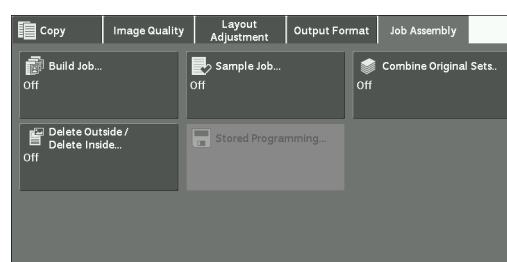 Copy
Image Quality
Layout
Adjustment
Output Format
Job Assembly
Build Job...
Off
Sample Job...
Off
Combine Original Sets..
Off
Delete Outside /
Delete Inside...
Off
Stored Programming...